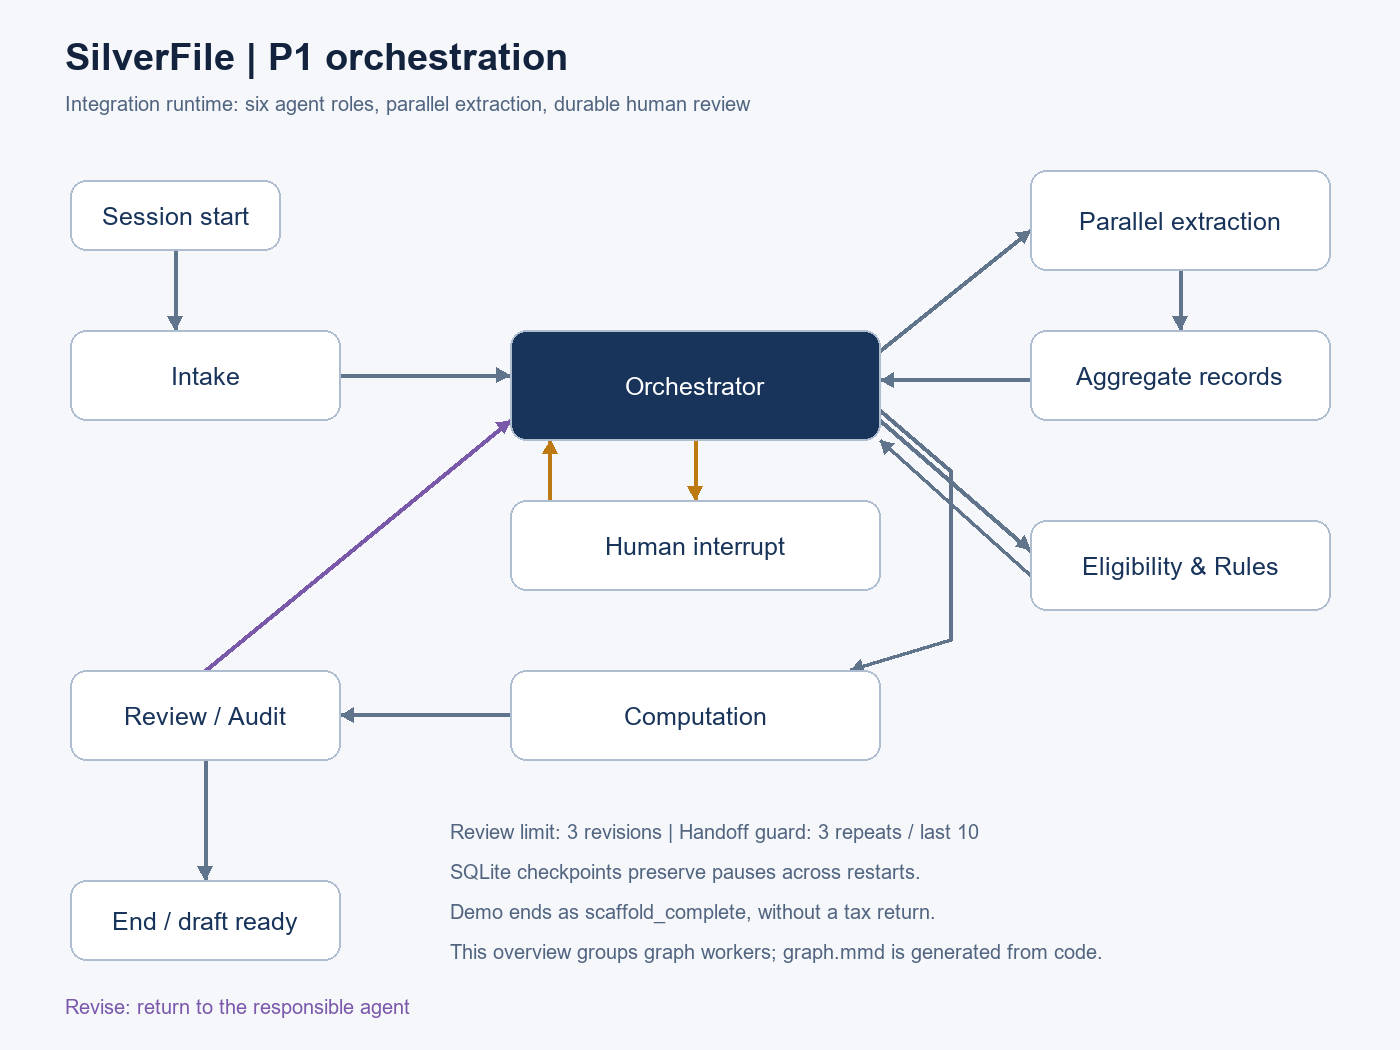 SilverFile | P1 orchestration
Integration runtime: six agent roles, parallel extraction, durable human review
Session start
Parallel extraction
Intake
Orchestrator
Aggregate records
Human interrupt
Eligibility & Rules
Review / Audit
Computation
Review limit: 3 revisions | Handoff guard: 3 repeats / last 10
SQLite checkpoints preserve pauses across restarts.
End / draft ready
Demo ends as scaffold_complete, without a tax return.
This overview groups graph workers; graph.mmd is generated from code.
Revise: return to the responsible agent